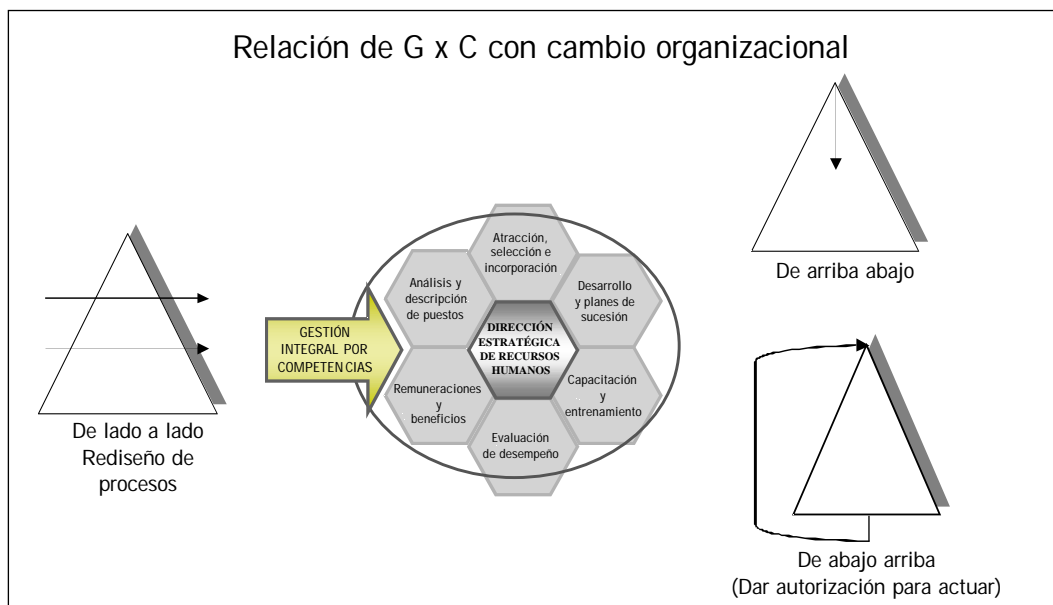 Relación de G x C con cambio organizacional
De lado a lado
Rediseño de
procesos
GESTIÓN
INTEGRAL POR
COMPETENCIAS
Atracción,
selección e
incorporación
Análisis y
descripción
de puestos
Desarrollo
y planes de
sucesión
DIRECCIÓN
ESTRATÉGICA
DE RECURSOS
HUMANOS
Remuneraciones
y
beneficios
Capacitación
y
entrenamiento
Evaluación
de desempeño
De arriba abajo
De abajo arriba
(Dar autorización para actuar)